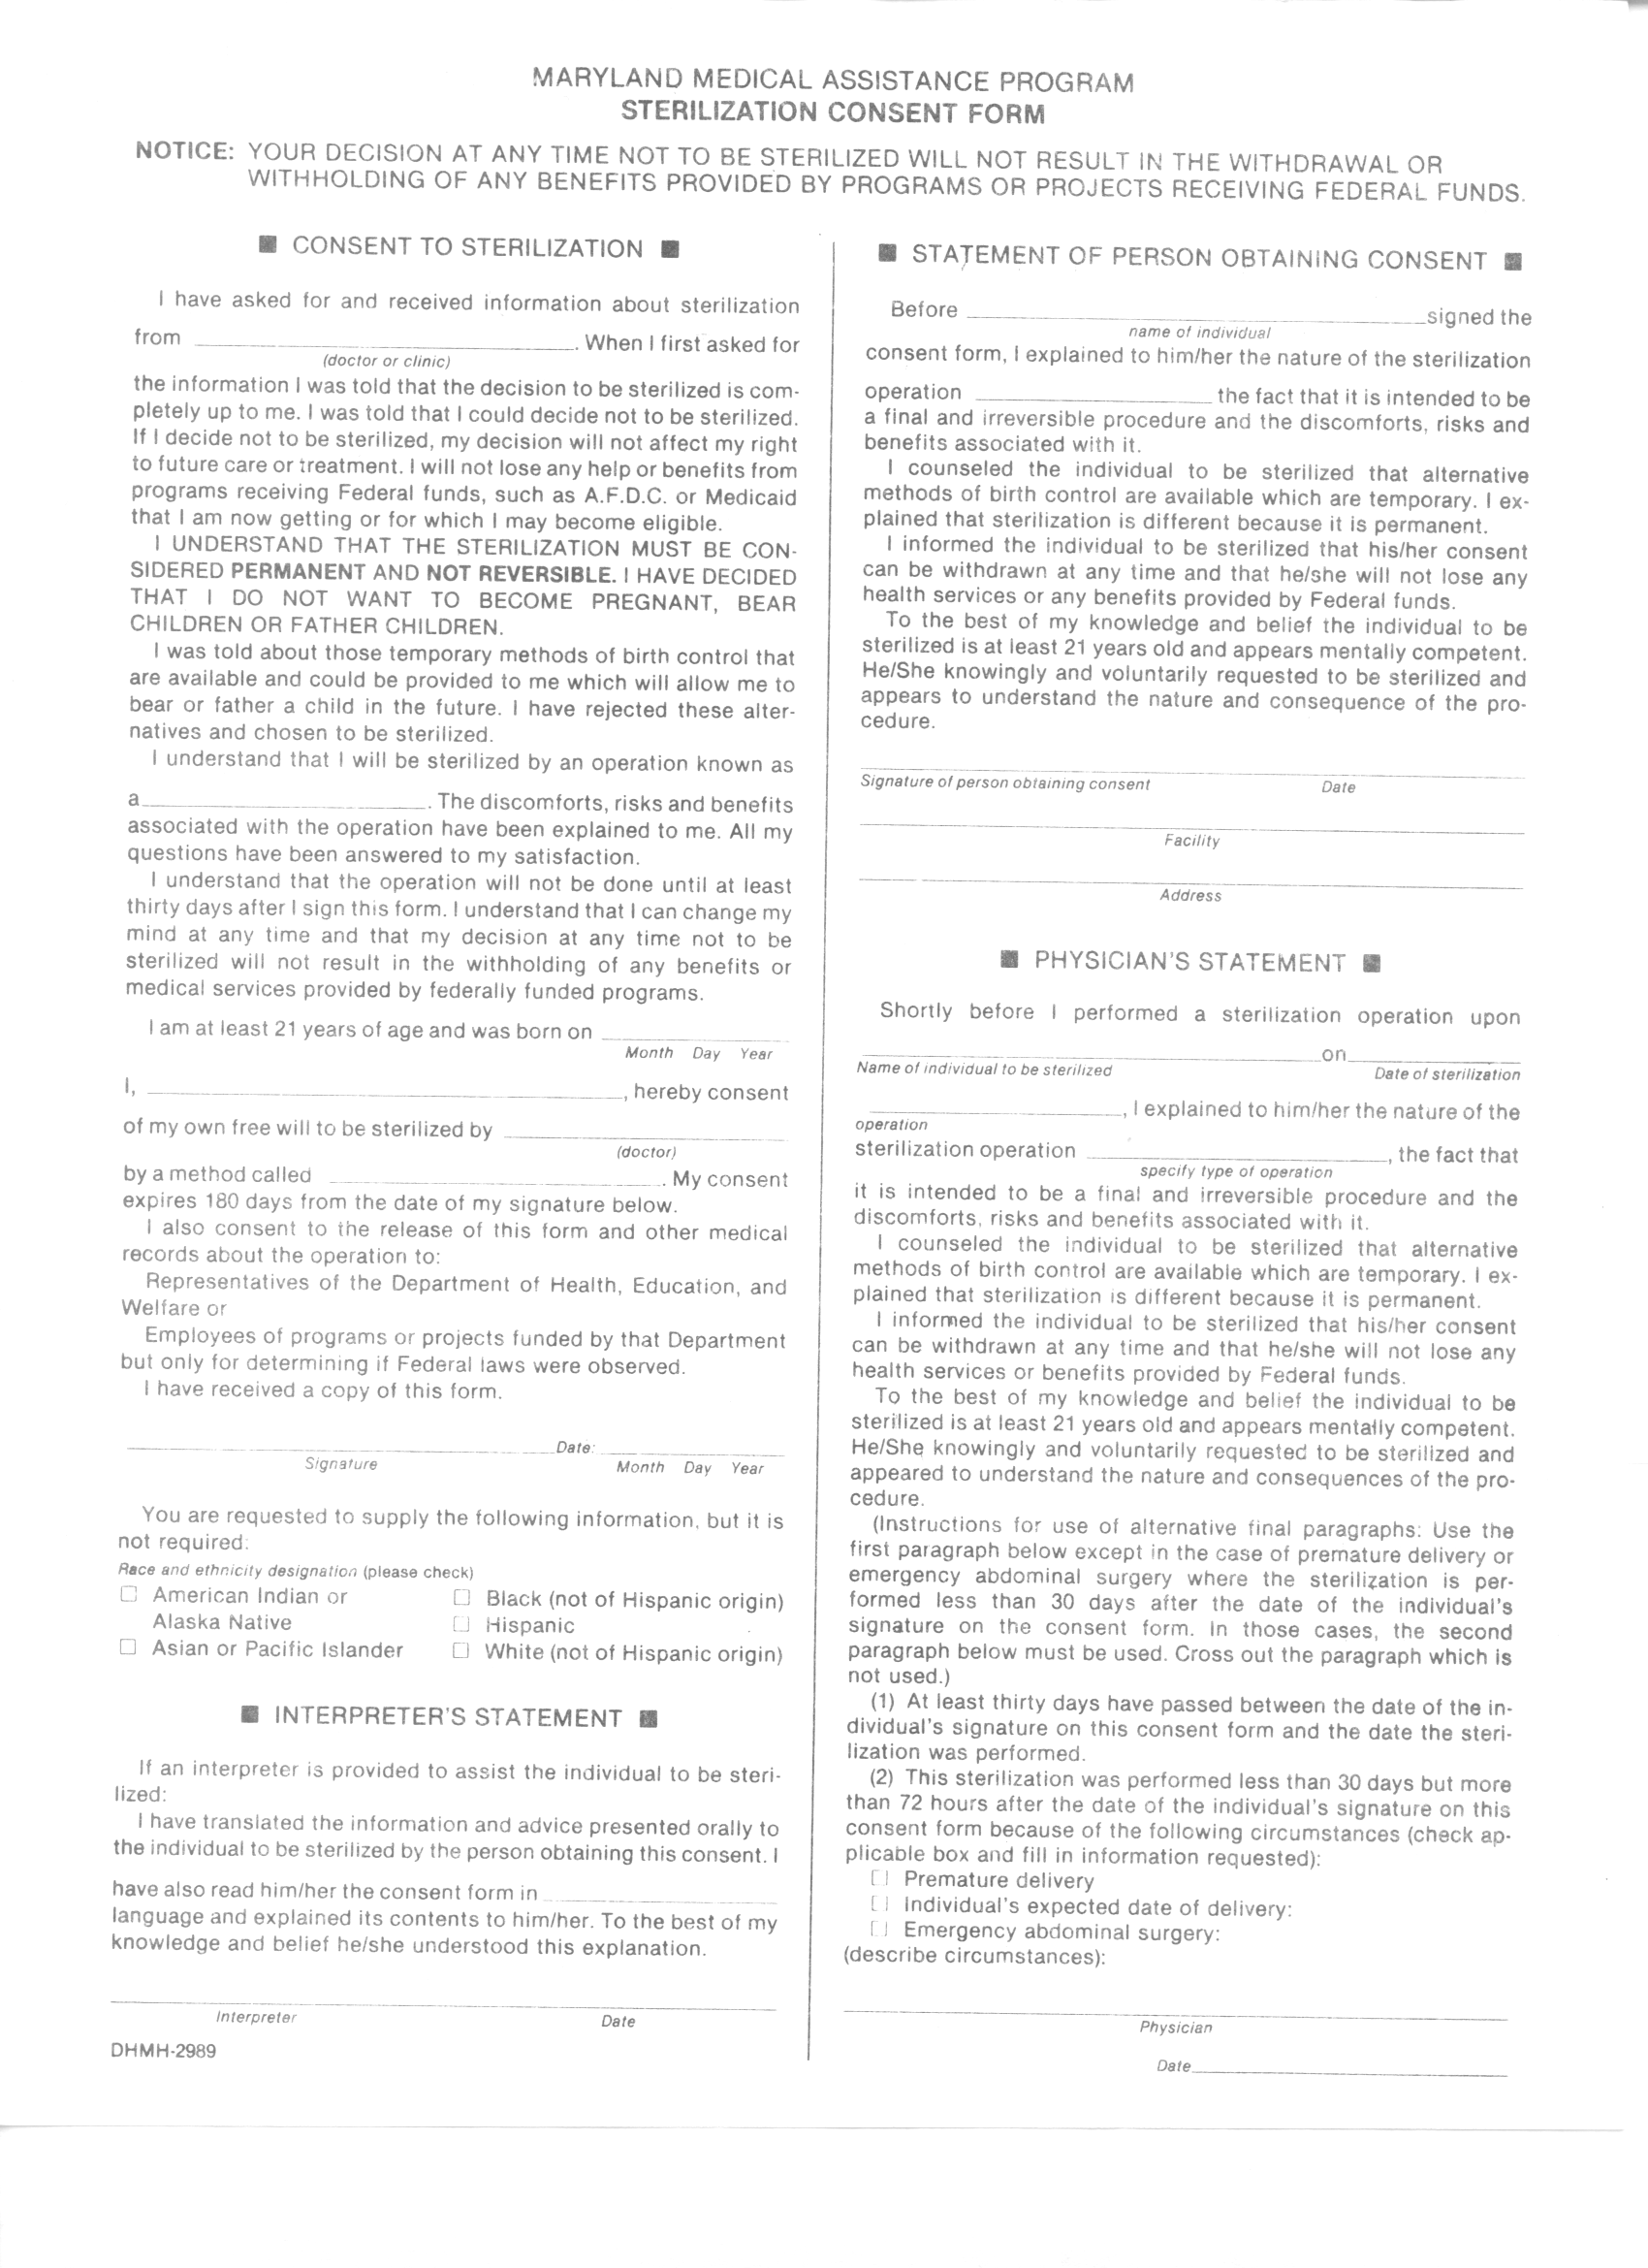 MARYLAND MEDICAL ASSISTANCE PROGRAM
STERILIZATION CONSENT FORM
NOTICE: YOUR DECISION AT ANY TIME NOT TO BE STERILIZED WILL NOT RESULT IN THE WITHDRAWAL OR
WITHHOLDING OF ANY BENEFITS PROVIDED BY PROGRAMS OR PROJECTS RECEIVING FEDERAL FUNDS.
■ CONSENT TO STERILIZATION ■
I have asked for and received information about sterilization
from ____________. When I first asked for
(doctor or clinic)
the information I was told that the decision to be sterilized is com-
pletely up to me. I was told that I could decide not to be sterilized.
If I decide not to be sterilized, my decision will not affect my right
to future care or treatment. I will not lose any help or benefits from
programs receiving Federal funds, such as A.F.D.C. or Medicaid
that I am now getting or for which I may become eligible.
I UNDERSTAND THAT THE STERILIZATION MUST BE CON-
SIDERED PERMANENT AND NOT REVERSIBLE. I HAVE DECIDED
THAT I DO NOT WANT TO BECOME PREGNANT, BEAR
CHILDREN OR FATHER CHILDREN.
I was told about those temporary methods of birth control that
are available and could be provided to me which will allow me to
bear or father a child in the future. I have rejected these alter-
natives and chosen to be sterilized.
I understand that I will be sterilized by an operation known as
a____________. The discomforts, risks and benefits
associated with the operation have been explained to me. All my
questions have been answered to my satisfaction.
I understand that the operation will not be done until at least
thirty days after I sign this form. I understand that I can change my
mind at any time and that my decision at any time not to be
sterilized will not result in the withholding of any benefits or
medical services provided by federally funded programs.
I am at least 21 years of age and was born on ____________
Month Day Year
I, ____________, hereby consent
of my own free will to be sterilized by ____________
(doctor)
by a method called ____________. My consent
expires 180 days from the date of my signature below.
I also consent to the release of this form and other medical
records about the operation to:
Representatives of the Department of Health, Education, and
Welfare or
Employees of programs or projects funded by that Department
but only for determining if Federal laws were observed.
I have received a copy of this form.
____________Date: ____________
Signature Month Day Year
You are requested to supply the following information, but it is
not required:
Race and ethnicity designation (please check)
☐ American Indian or ☐ Black (not of Hispanic origin)
Alaska Native ☐ Hispanic
☐ Asian or Pacific Islander ☐ White (not of Hispanic origin)
■ INTERPRETER'S STATEMENT ■
If an interpreter is provided to assist the individual to be steri-
lized:
I have translated the information and advice presented orally to
the individual to be sterilized by the person obtaining this consent. I
have also read him/her the consent form in ____________
language and explained its contents to him/her. To the best of my
knowledge and belief he/she understood this explanation.
Interpreter Date
DHMH-2989
■ STATEMENT OF PERSON OBTAINING CONSENT ■
Before ____________signed the
name of individual
consent form, I explained to him/her the nature of the sterilization
operation ____________ the fact that it is intended to be
a final and irreversible procedure and the discomforts, risks and
benefits associated with it.
I counseled the individual to be sterilized that alternative
methods of birth control are available which are temporary. I ex-
plained that sterilization is different because it is permanent.
I informed the individual to be sterilized that his/her consent
can be withdrawn at any time and that he/she will not lose any
health services or any benefits provided by Federal funds.
To the best of my knowledge and belief the individual to be
sterilized is at least 21 years old and appears mentally competent.
He/She knowingly and voluntarily requested to be sterilized and
appears to understand the nature and consequence of the pro-
cedure.
Signature of person obtaining consent Date
Facility
Address
■ PHYSICIAN'S STATEMENT ■
Shortly before I performed a sterilization operation upon
____________on____________
Name of individual to be sterilized Date of sterilization
____________, I explained to him/her the nature of the
operation
sterilization operation ____________, the fact that
specify type of operation
it is intended to be a final and irreversible procedure and the
discomforts, risks and benefits associated with it.
I counseled the individual to be sterilized that alternative
methods of birth control are available which are temporary. I ex-
plained that sterilization is different because it is permanent.
I informed the individual to be sterilized that his/her consent
can be withdrawn at any time and that he/she will not lose any
health services or benefits provided by Federal funds.
To the best of my knowledge and belief the individual to be
sterilized is at least 21 years old and appears mentally competent.
He/She knowingly and voluntarily requested to be sterilized and
appeared to understand the nature and consequences of the pro-
cedure.
(Instructions for use of alternative final paragraphs: Use the
first paragraph below except in the case of premature delivery or
emergency abdominal surgery where the sterilization is per-
formed less than 30 days after the date of the individual's
signature on the consent form. In those cases, the second
paragraph below must be used. Cross out the paragraph which is
not used.)
(1) At least thirty days have passed between the date of the in-
dividual's signature on this consent form and the date the steri-
lization was performed.
(2) This sterilization was performed less than 30 days but more
than 72 hours after the date of the individual's signature on this
consent form because of the following circumstances (check ap-
plicable box and fill in information requested):
☐ Premature delivery
☐ Individual's expected date of delivery:
☐ Emergency abdominal surgery:
(describe circumstances):
Physician
Date____________